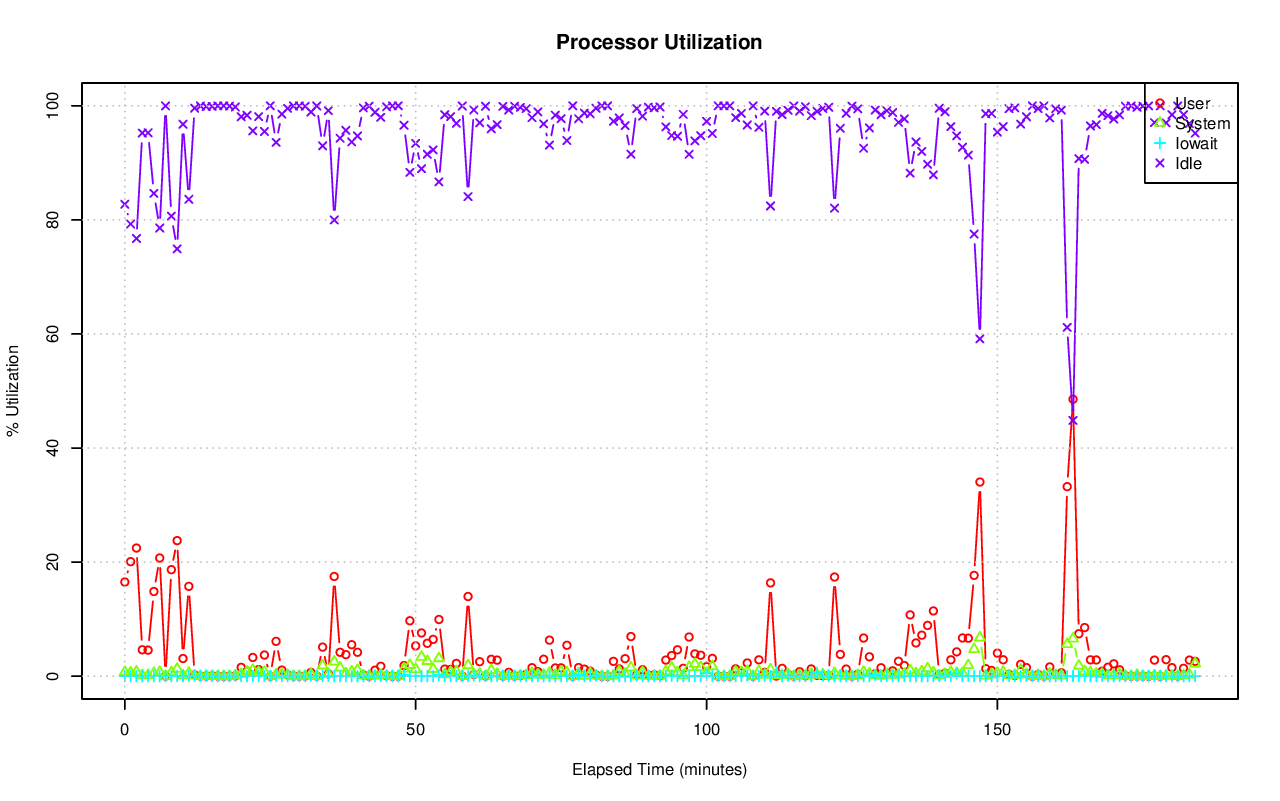 Processor Utilization
% Utilization
100
80
60
40
20
0
User
System
Iowait
Idle
0 50 100 150
Elapsed Time (minutes)